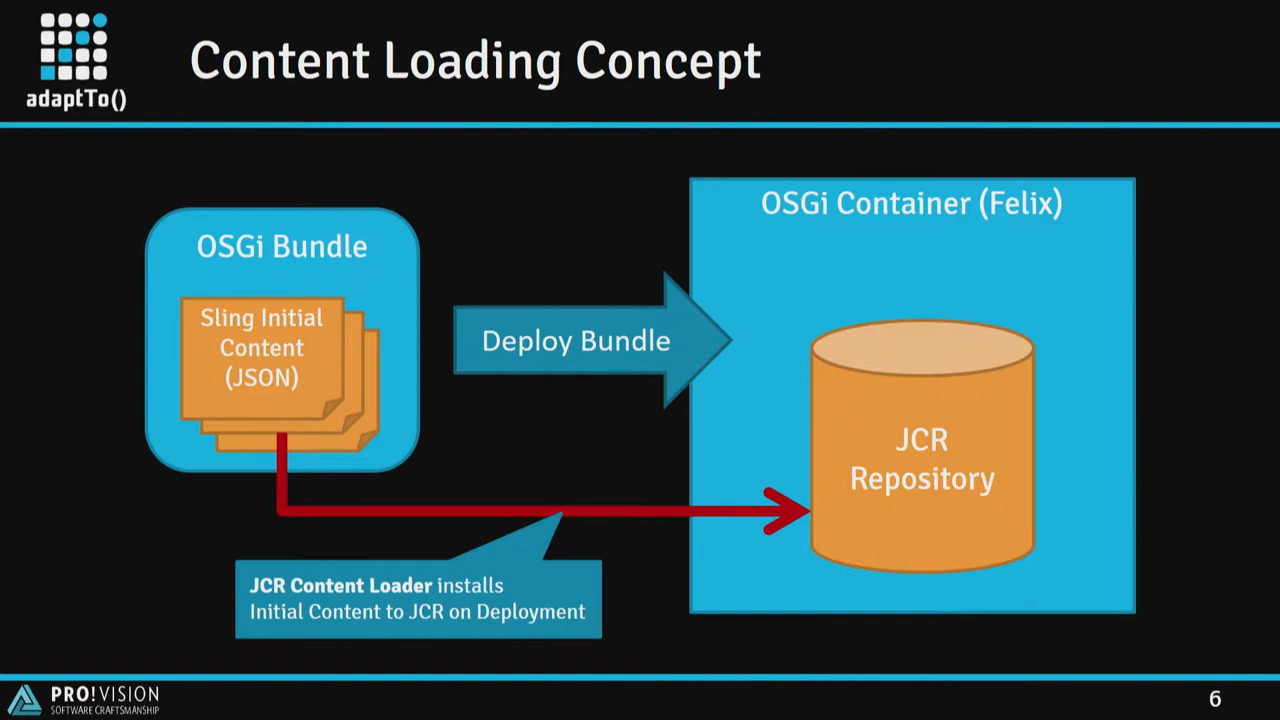 adaptTo()
Content Loading Concept
OSGi Bundle
Sling Initial
Content
(JSON)
Deploy Bundle
OSGi Container (Felix)
JCR
Repository
JCR Content Loader installs
Initial Content to JCR on Deployment
PRO!VISION
SOFTWARE CRAFTSMANSHIP
6